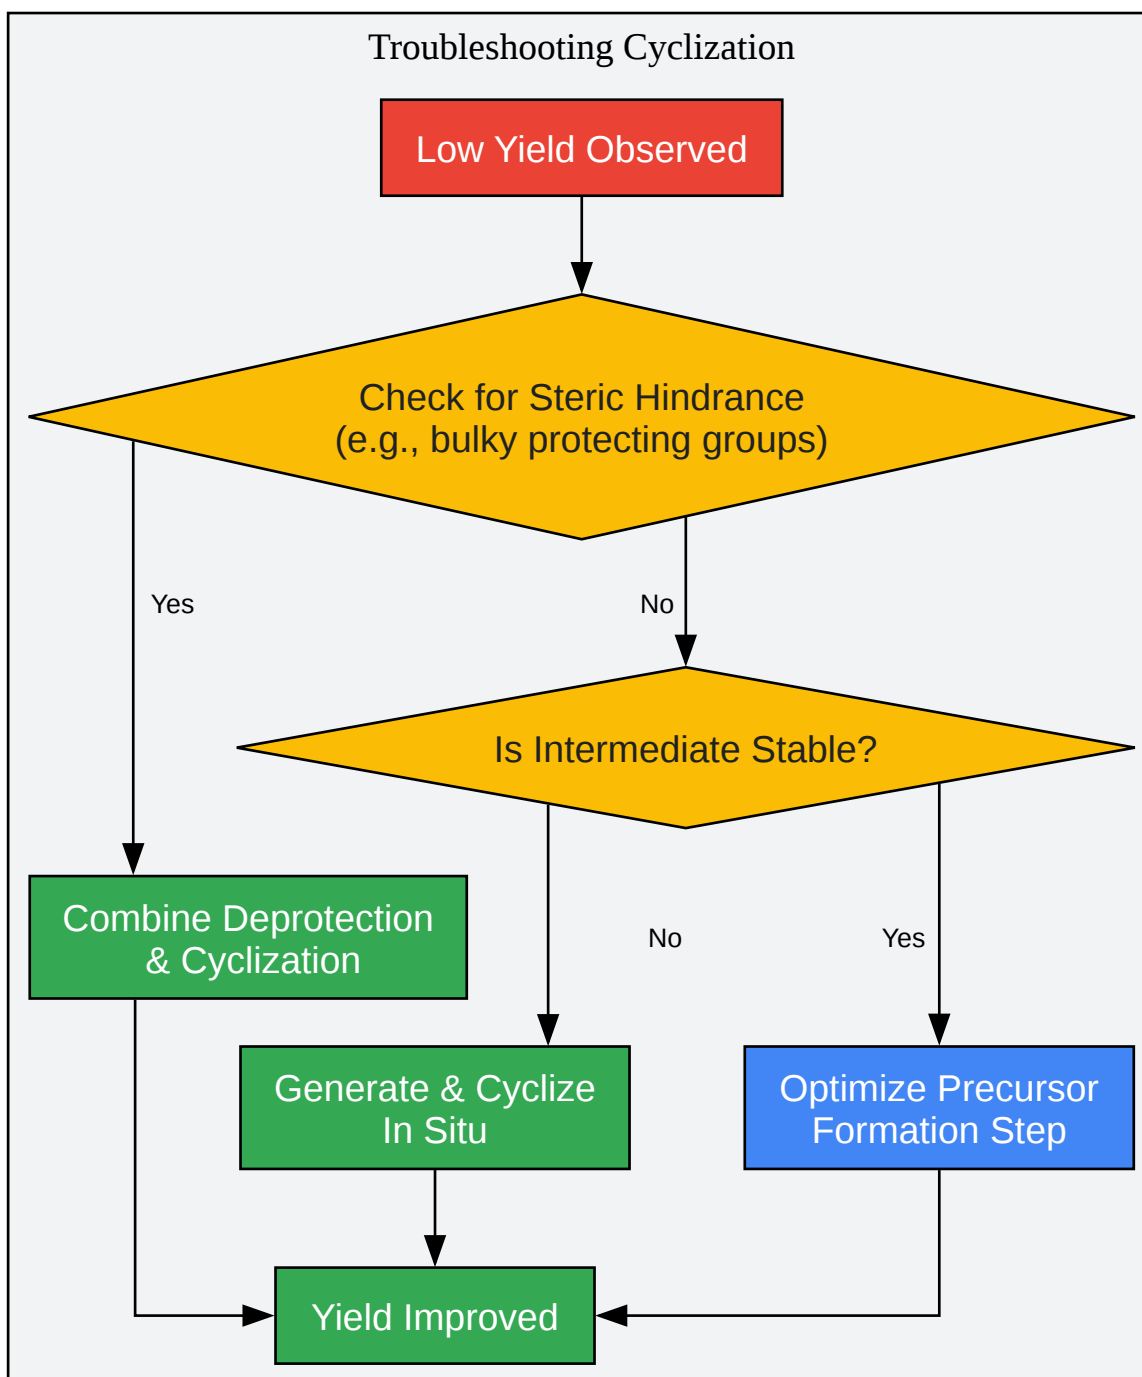 Troubleshooting Cyclization
Low Yield Observed
Check for Steric Hindrance
(e.g., bulky protecting groups)
Yes
No
Is Intermediate Stable?
Combine Deprotection
& Cyclization
No
Yes
Generate & Cyclize
In Situ
Optimize Precursor
Formation Step
Yield Improved